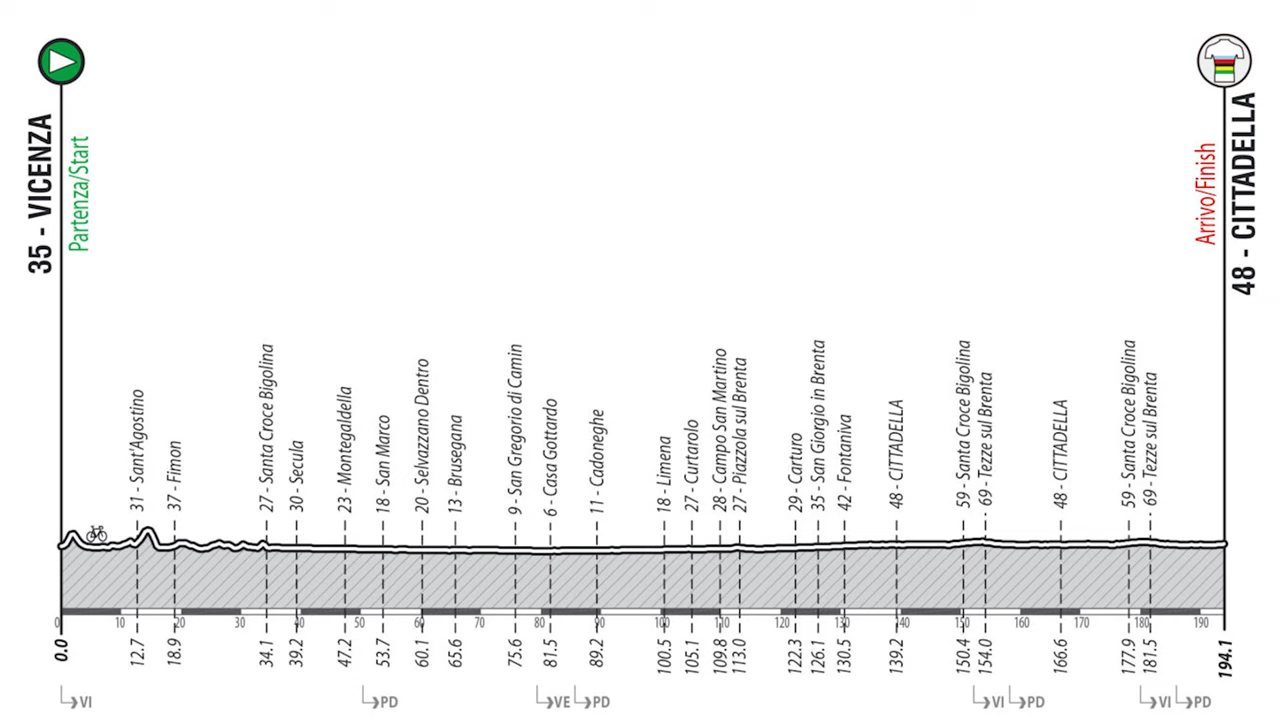 35 - VICENZA
Partenza/Start
Arrivo/Finish
48 - CITTADELLA
31 - Sant'Agostino
37 - Fimon
27 - Santa Croce Bigolina
30 - Secula
23 - Montegaldella
18 - San Marco
20 - Selvazzano Dentro
13 - Brusegana
9 - San Gregorio di Camin
6 - Casa Gottardo
11 - Cadoneghe
18 - Limena
27 - Curtarolo
28 - Campo San Martino
27 - Piazzola sul Brenta
29 - Carturo
35 - San Giorgio in Brenta
42 - Fontaniva
48 - CITTADELLA
59 - Santa Croce Bigolina
69 - Tezze sul Brenta
48 - CITTADELLA
59 - Santa Croce Bigolina
69 - Tezze sul Brenta
0 10 20 30 40 50 60 70 80 90 100 110 120 130 140 150 160 170 180 190
0.0 12.7 18.9 34.1 39.2 47.2 53.7 60.1 65.6 75.6 81.5 89.2 100.5 105.1 109.8 113.0 122.3 126.1 130.5 139.2 150.4 154.0 166.6 177.9 181.5 194.1
VI PD VE PD VI PD VI PD